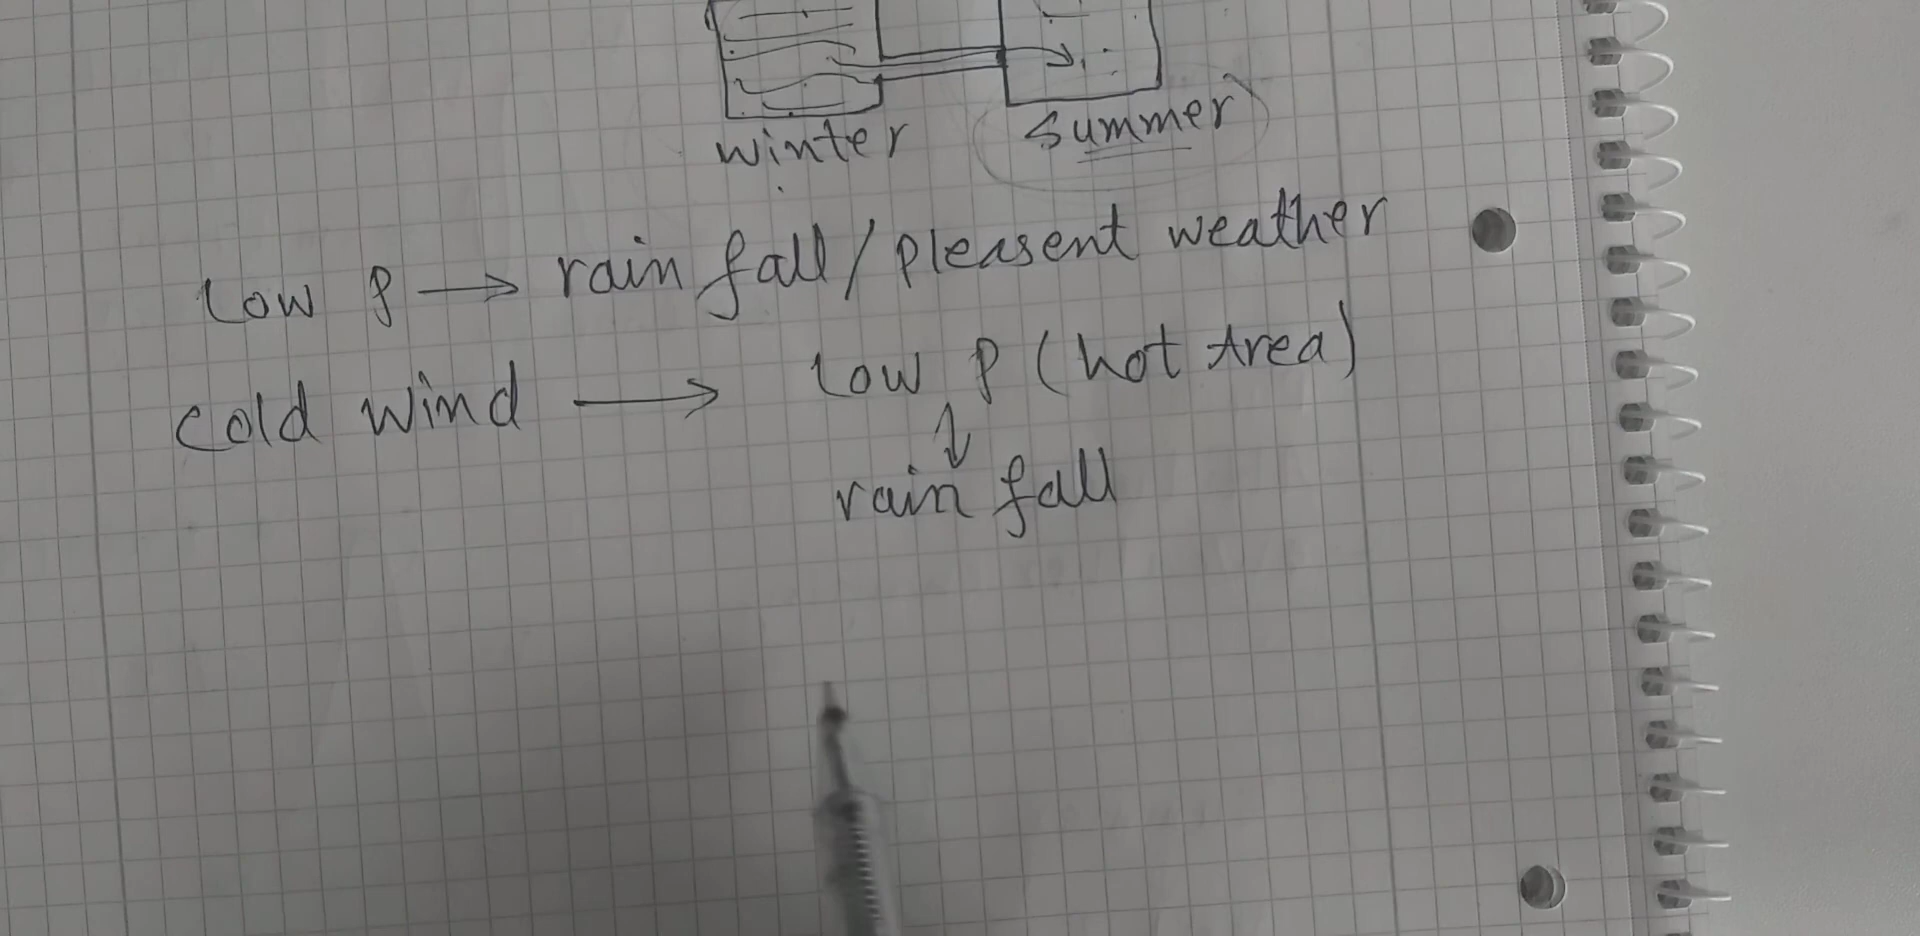 winter summer
Low P → rain fall/pleasent weather
cold wind → Low P (hot Area)
↓
rain fall